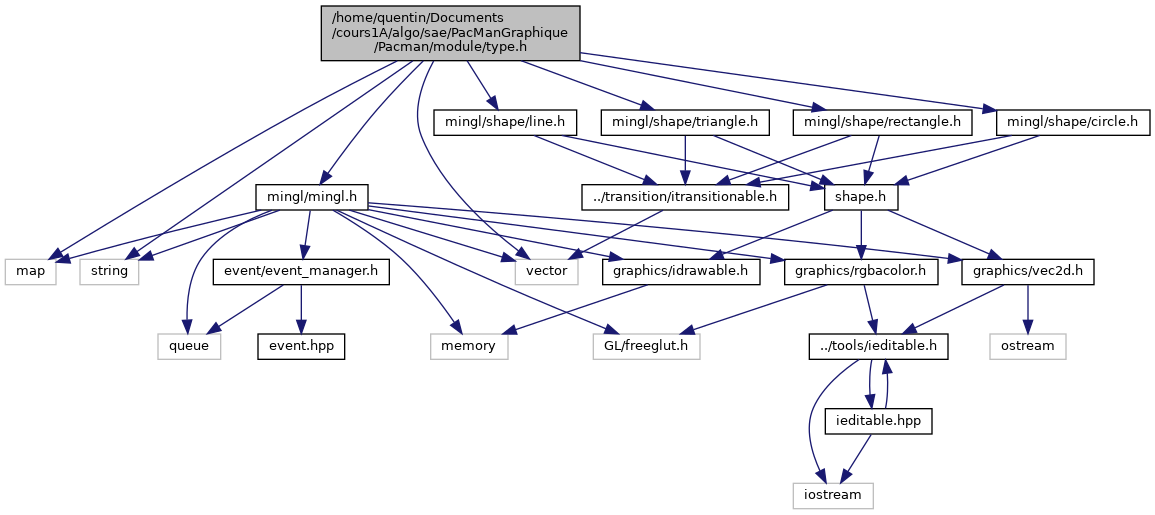 /home/quentin/Documents
/cours1A/algo/sae/PacManGraphique
/Pacman/module/type.h
mingl/shape/line.h
mingl/shape/triangle.h
mingl/shape/rectangle.h
mingl/shape/circle.h
mingl/mingl.h
../transition/itransitionable.h
shape.h
map
string
event/event_manager.h
vector
graphics/idrawable.h
graphics/rgbacolor.h
graphics/vec2d.h
queue
event.hpp
memory
GL/freeglut.h
../tools/ieditable.h
ostream
ieditable.hpp
iostream